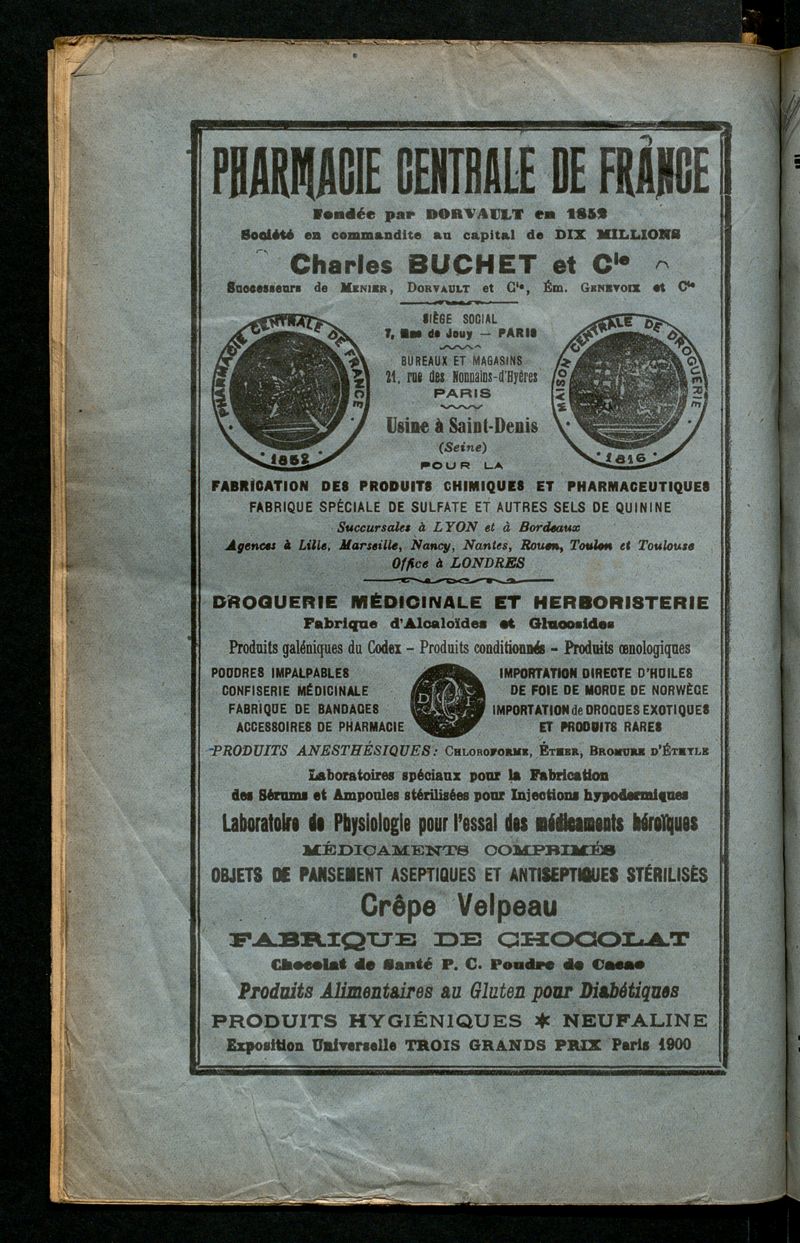 PHARMACIE CENTRALE DE FRANCE
Fondée par DORVAULT en 1852
Société en commandite au capital de DIX MILLIONS
Charles BUCHET et Cie
Successeurs de MENIER, DORVAULT et Cie, Ém. GENEVOIX et Cie
PHARMACIE CENTRALE DE FRANCE
1852
SIÈGE SOCIAL
7, Rue de Jouy — PARIS
BUREAUX ET MAGASINS
21, rue des Nonnains-d'Hyères
PARIS
Usine à Saint-Denis
(Seine)
POUR LA
MAISON CENTRALE DE DROGUERIE
1816
FABRICATION DES PRODUITS CHIMIQUES ET PHARMACEUTIQUES
FABRIQUE SPÉCIALE DE SULFATE ET AUTRES SELS DE QUININE
Succursales à LYON et à Bordeaux
Agences à Lille, Marseille, Nancy, Nantes, Rouen, Toulon et Toulouse
Office à LONDRES
DROGUERIE MÉDICINALE ET HERBORISTERIE
Fabrique d'Alcaloïdes et Glucosides
Produits galéniques du Codex - Produits conditionnés - Produits œnologiques
POUDRES IMPALPABLES
CONFISERIE MÉDICINALE
FABRIQUE DE BANDAGES
ACCESSOIRES DE PHARMACIE
IMPORTATION DIRECTE D'HUILES
DE FOIE DE MORUE DE NORWÈGE
IMPORTATION de DROGUES EXOTIQUES
ET PRODUITS RARES
PRODUITS ANESTHÉSIQUES: CHLOROFORME, ÉTHER, BROMURE D'ÉTHYLE
Laboratoires spéciaux pour la Fabrication
des Sérums et Ampoules stérilisées pour Injections hypodermiques
Laboratoire de Physiologie pour l'essai des médicaments héroïques
MÉDICAMENTS COMPRIMÉS
OBJETS DE PANSEMENT ASEPTIQUES ET ANTISEPTIQUES STÉRILISÉS
Crêpe Velpeau
FABRIQUE DE CHOCOLAT
Chocolat de Santé P. C. Poudre de Cacao
Produits Alimentaires au Gluten pour Diabétiques
PRODUITS HYGIÉNIQUES * NEUFALINE
Exposition Universelle TROIS GRANDS PRIX Paris 1900